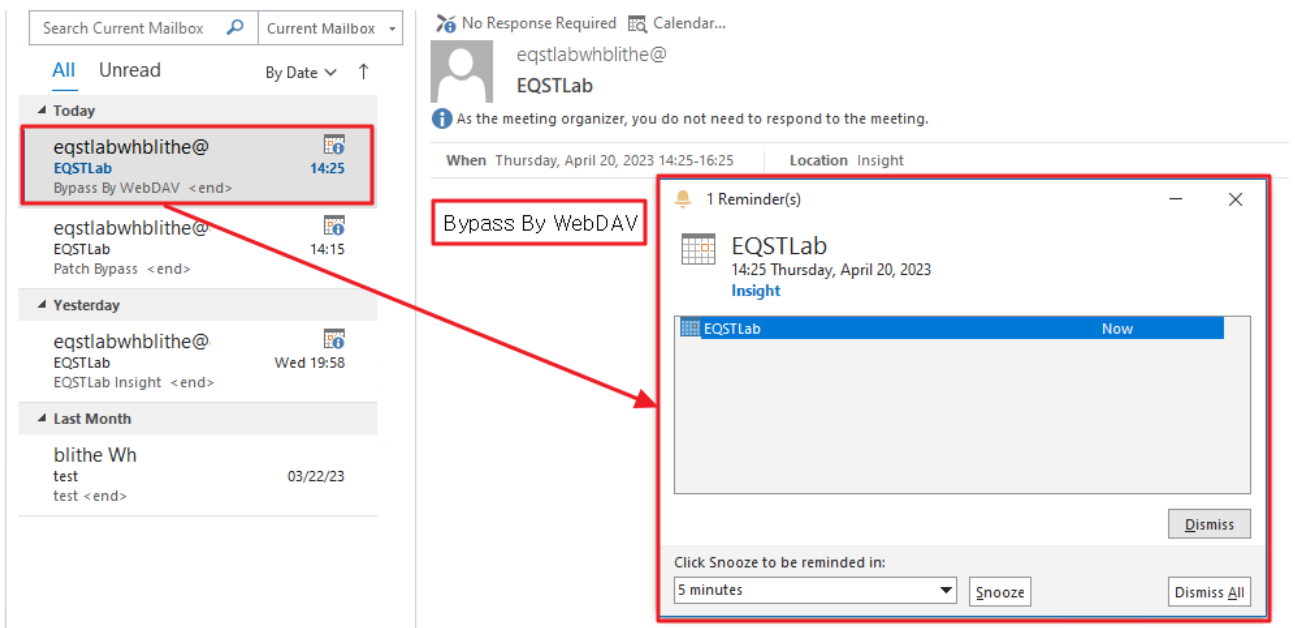 Search Current Mailbox
Current Mailbox
All Unread By Date
Today
eqstlabwhblithe@
EQSTLab 14:25
Bypass By WebDAV <end>
eqstlabwhblithe@
EQSTLab 14:15
Patch Bypass <end>
Yesterday
eqstlabwhblithe@
EQSTLab Wed 19:58
EQSTLab Insight <end>
Last Month
blithe Wh
test 03/22/23
test <end>
No Response Required Calendar...
eqstlabwhblithe@
EQSTLab
As the meeting organizer, you do not need to respond to the meeting.
When Thursday, April 20, 2023 14:25-16:25 Location Insight
Bypass By WebDAV
1 Reminder(s)
EQSTLab
14:25 Thursday, April 20, 2023
Insight
EQSTLab Now
Dismiss
Click Snooze to be reminded in:
5 minutes Snooze Dismiss All